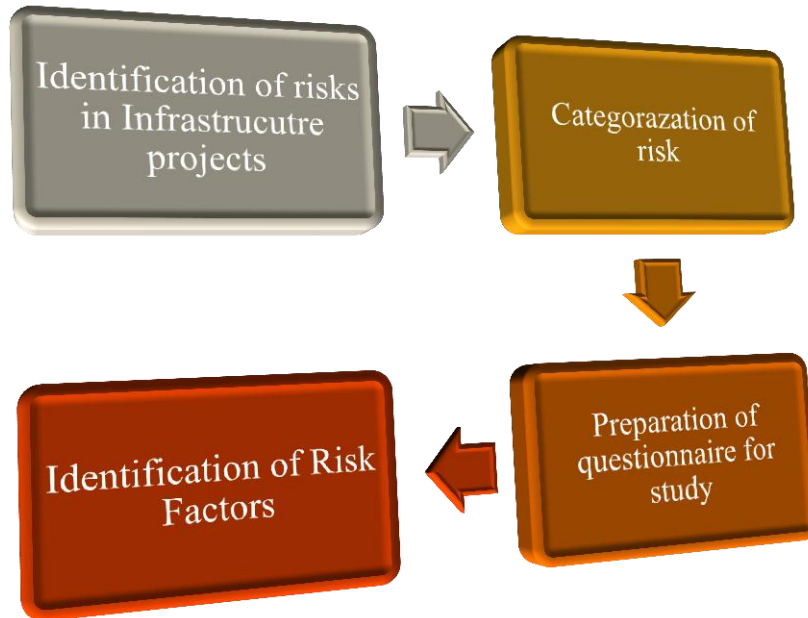 Identification of risks
in Infrastrucutre
projects
Categorazation of
risk
Preparation of
questionnaire for
study
Identification of Risk
Factors